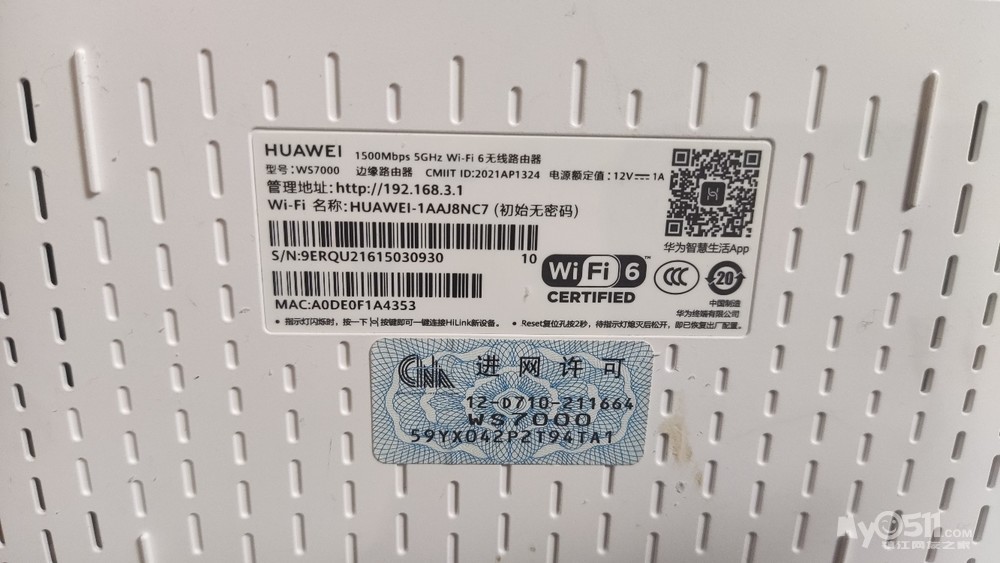 HUAWEI 1500Mbps 5GHz Wi-Fi 6无线路由器
型号:WS7000 边缘路由器 CMIIT ID:2021AP1324 电源额定值:12V⎓1A
管理地址:http://192.168.3.1
Wi-Fi 名称:HUAWEI-1AAJ8NC7 (初始无密码)
S/N:9ERQU21615030930 10
MAC:A0DE0F1A4353
华为智慧生活App
WiFi 6™
CERTIFIED
CCC
20
中国制造
华为终端有限公司
• 指示灯闪烁时,按一下|o|按键即可一键连接HiLink新设备。 • Reset复位孔按2秒,待指示灯熄灭后松开,即已恢复出厂配置。
CNA 进网许可
12-D710-211664
WS7000
59YX042P2T94TA1
My0511.COM
镇江网友之家